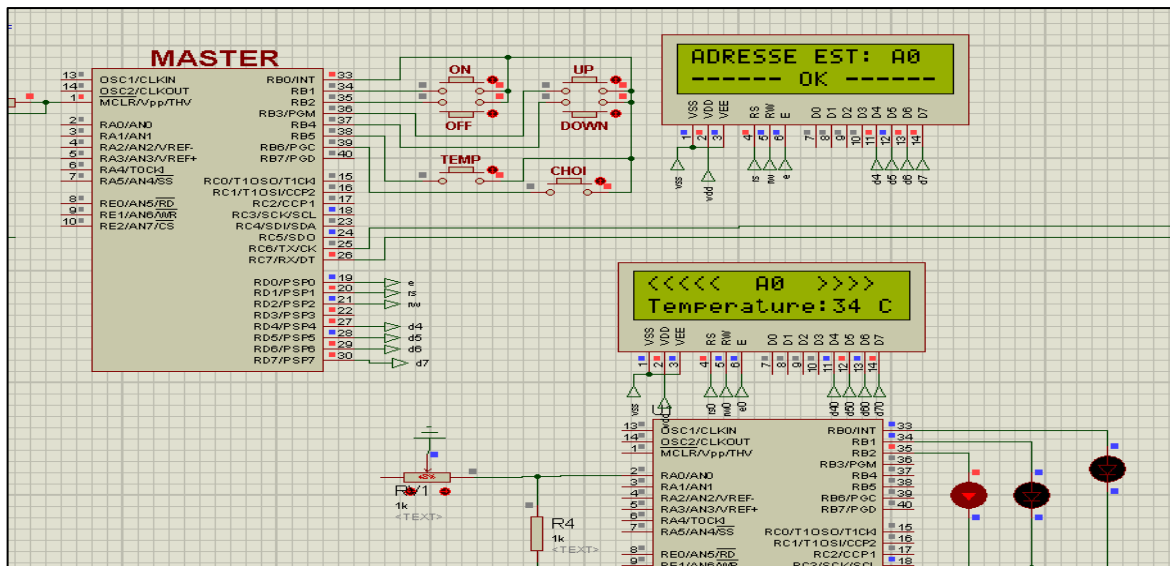 MASTER
13 OSC1/CLKIN
14 OSC2/CLKOUT
1 MCLR/Vpp/THV
2 RA0/AN0
3 RA1/AN1
4 RA2/AN2/VREF-
5 RA3/AN3/VREF+
6 RA4/T0CKI
7 RA5/AN4/SS
8 RE0/AN5/RD
9 RE1/AN6/WR
10 RE2/AN7/CS
RB0/INT 33
RB1 34
RB2 35
RB3/PGM 36
RB4 37
RB5 38
RB6/PGC 39
RB7/PGD 40
RC0/T1OSO/T1CKI 15
RC1/T1OSI/CCP2 16
RC2/CCP1 17
RC3/SCK/SCL 18
RC4/SDI/SDA 23
RC5/SDO 24
RC6/TX/CK 25
RC7/RX/DT 26
RD0/PSP0 19 e
RD1/PSP1 20 rs
RD2/PSP2 21 rw
RD3/PSP3 22
RD4/PSP4 27 d4
RD5/PSP5 28 d5
RD6/PSP6 29 d6
RD7/PSP7 30 d7
ON UP
OFF DOWN
TEMP
CHOI
ADRESSE EST: A0
------ OK ------
VSS VDD VEE RS RW E D0 D1 D2 D3 D4 D5 D6 D7
1 2 3 4 5 6 7 8 9 10 11 12 13 14
vss vdd rs rw e d4 d5 d6 d7
<<<<< A0 >>>>
Temperature:34 C
VSS VDD VEE RS RW E D0 D1 D2 D3 D4 D5 D6 D7
1 2 3 4 5 6 7 8 9 10 11 12 13 14
vss rs0 rw0 e0 d40 d50 d60 d70
13 OSC1/CLKIN
14 OSC2/CLKOUT
1 MCLR/Vpp/THV
2 RA0/AN0
3 RA1/AN1
4 RA2/AN2/VREF-
5 RA3/AN3/VREF+
6 RA4/T0CKI
7 RA5/AN4/SS
8 RE0/AN5/RD
9 RE1/AN6/WR
RB0/INT 33
RB1 34
RB2 35
RB3/PGM 36
RB4 37
RB5 38
RB6/PGC 39
RB7/PGD 40
RC0/T1OSO/T1CKI 15
RC1/T1OSI/CCP2 16
RC2/CCP1 17
RC3/SCK/SCL 18
1k
<TEXT>
R4
1k
<TEXT>